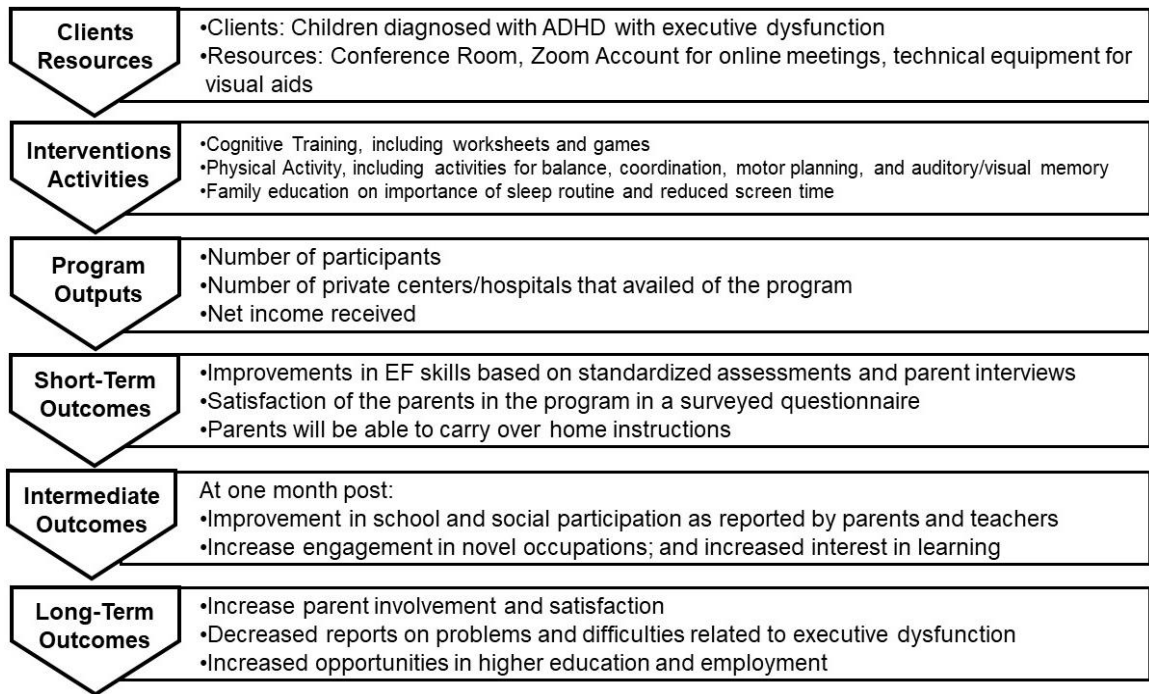 Clients
Resources
•Clients: Children diagnosed with ADHD with executive dysfunction
•Resources: Conference Room, Zoom Account for online meetings, technical equipment for
visual aids
Interventions
Activities
•Cognitive Training, including worksheets and games
•Physical Activity, including activities for balance, coordination, motor planning, and auditory/visual memory
•Family education on importance of sleep routine and reduced screen time
Program
Outputs
•Number of participants
•Number of private centers/hospitals that availed of the program
•Net income received
Short-Term
Outcomes
•Improvements in EF skills based on standardized assessments and parent interviews
•Satisfaction of the parents in the program in a surveyed questionnaire
•Parents will be able to carry over home instructions
Intermediate
Outcomes
At one month post:
•Improvement in school and social participation as reported by parents and teachers
•Increase engagement in novel occupations; and increased interest in learning
Long-Term
Outcomes
•Increase parent involvement and satisfaction
•Decreased reports on problems and difficulties related to executive dysfunction
•Increased opportunities in higher education and employment